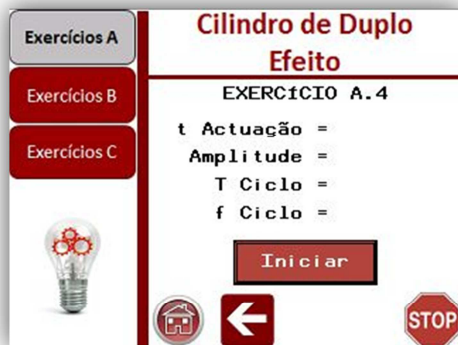 Exercícios A
Exercícios B
Exercícios C
Cilindro de Duplo
Efeito
EXERCíCIO A.4
t Actuação =
Amplitude =
T Ciclo =
f Ciclo =
Iniciar
STOP